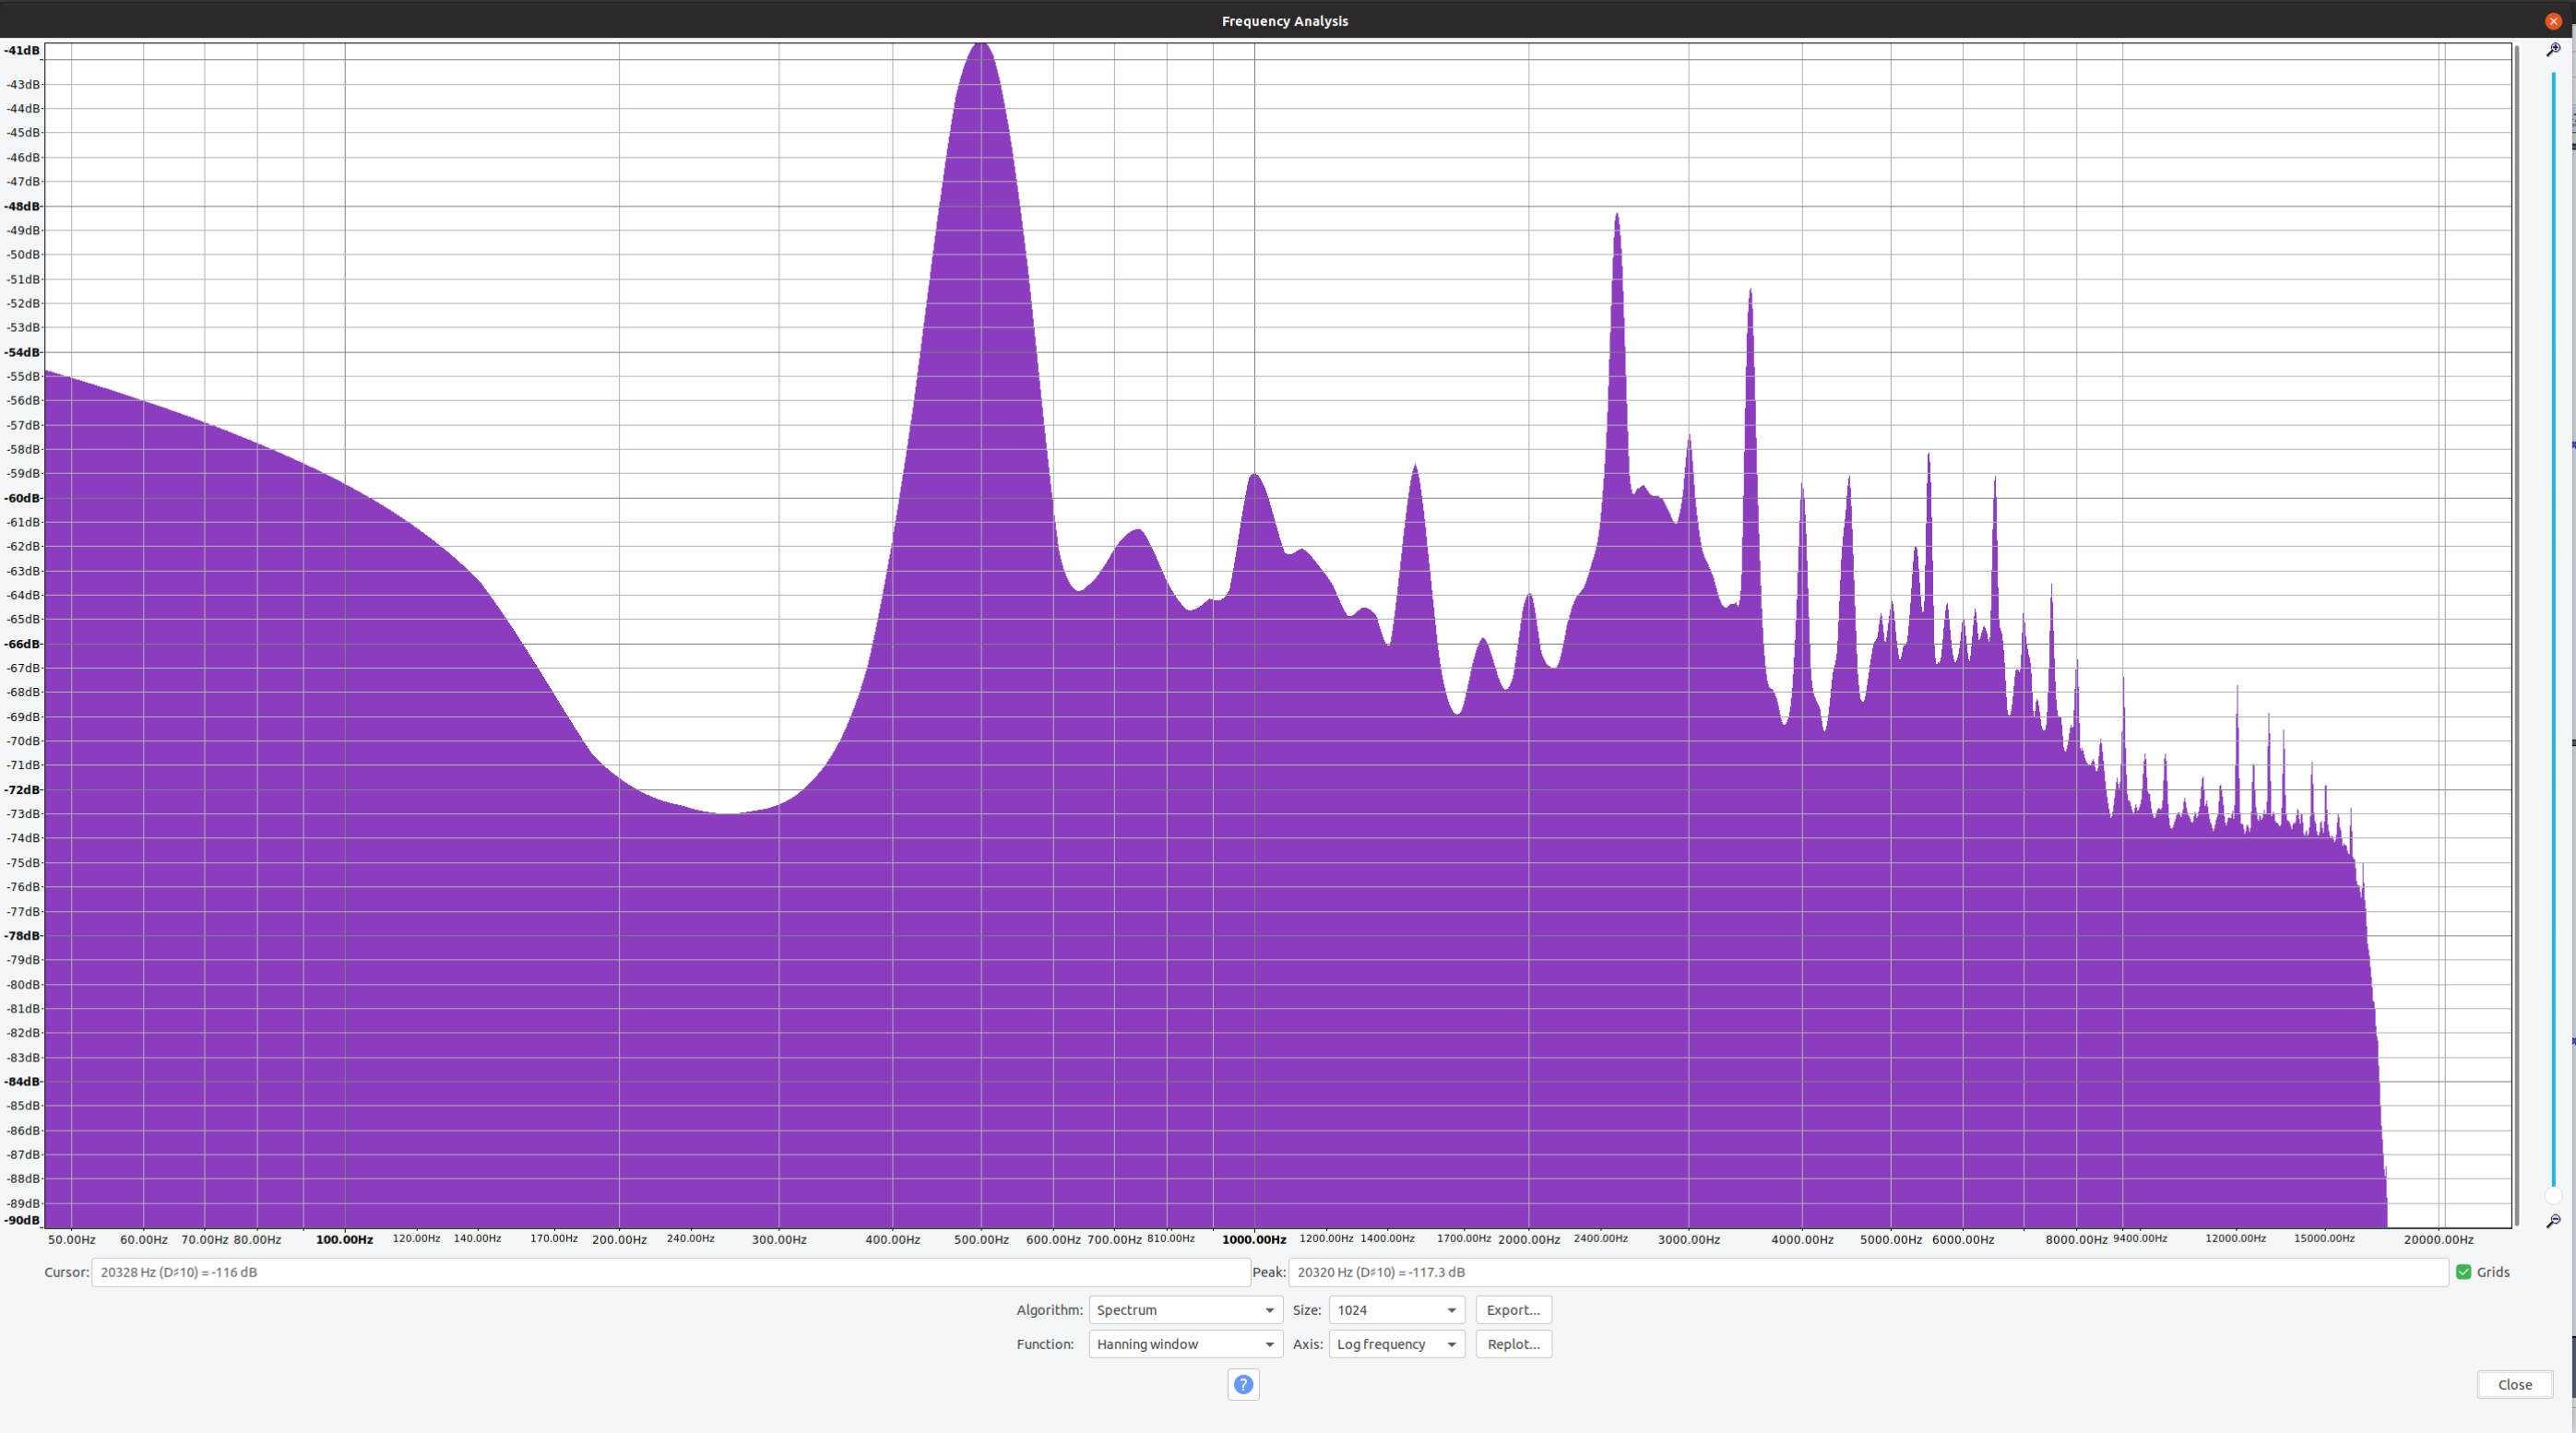 Frequency Analysis
-41dB
-43dB
-44dB
-45dB
-46dB
-47dB
-48dB
-49dB
-50dB
-51dB
-52dB
-53dB
-54dB
-55dB
-56dB
-57dB
-58dB
-59dB
-60dB
-61dB
-62dB
-63dB
-64dB
-65dB
-66dB
-67dB
-68dB
-69dB
-70dB
-71dB
-72dB
-73dB
-74dB
-75dB
-76dB
-77dB
-78dB
-79dB
-80dB
-81dB
-82dB
-83dB
-84dB
-85dB
-86dB
-87dB
-88dB
-89dB
-90dB
50.00Hz 60.00Hz 70.00Hz 80.00Hz 100.00Hz 120.00Hz 140.00Hz 170.00Hz 200.00Hz 240.00Hz 300.00Hz 400.00Hz 500.00Hz 600.00Hz 700.00Hz 810.00Hz 1000.00Hz 1200.00Hz 1400.00Hz 1700.00Hz 2000.00Hz 2400.00Hz 3000.00Hz 4000.00Hz 5000.00Hz 6000.00Hz 8000.00Hz 9400.00Hz 12000.00Hz 15000.00Hz 20000.00Hz
Cursor: 20328 Hz (D♯10) = -116 dB Peak: 20320 Hz (D♯10) = -117.3 dB Grids
Algorithm: Spectrum Size: 1024 Export...
Function: Hanning window Axis: Log frequency Replot...
?
Close